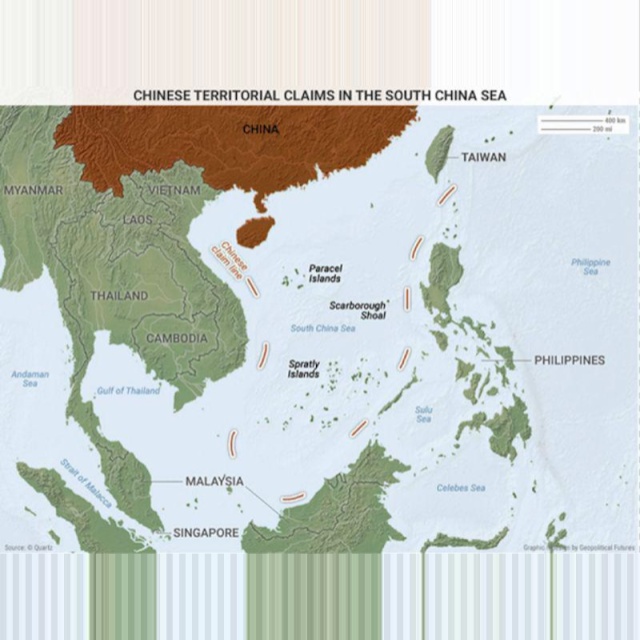 CHINESE TERRITORIAL CLAIMS IN THE SOUTH CHINA SEA
400 km
200 mi
CHINA
TAIWAN
MYANMAR
VIETNAM
LAOS
Chinese
claim line
Paracel
Islands
Philippine
Sea
THAILAND
Scarborough
Shoal
South China Sea
CAMBODIA
PHILIPPINES
Spratly
Islands
Andaman
Sea
Gulf of Thailand
Sulu
Sea
Strait of Malacca
MALAYSIA
Celebes Sea
SINGAPORE
Source: © Quartz
Graphic by Geopolitical Futures